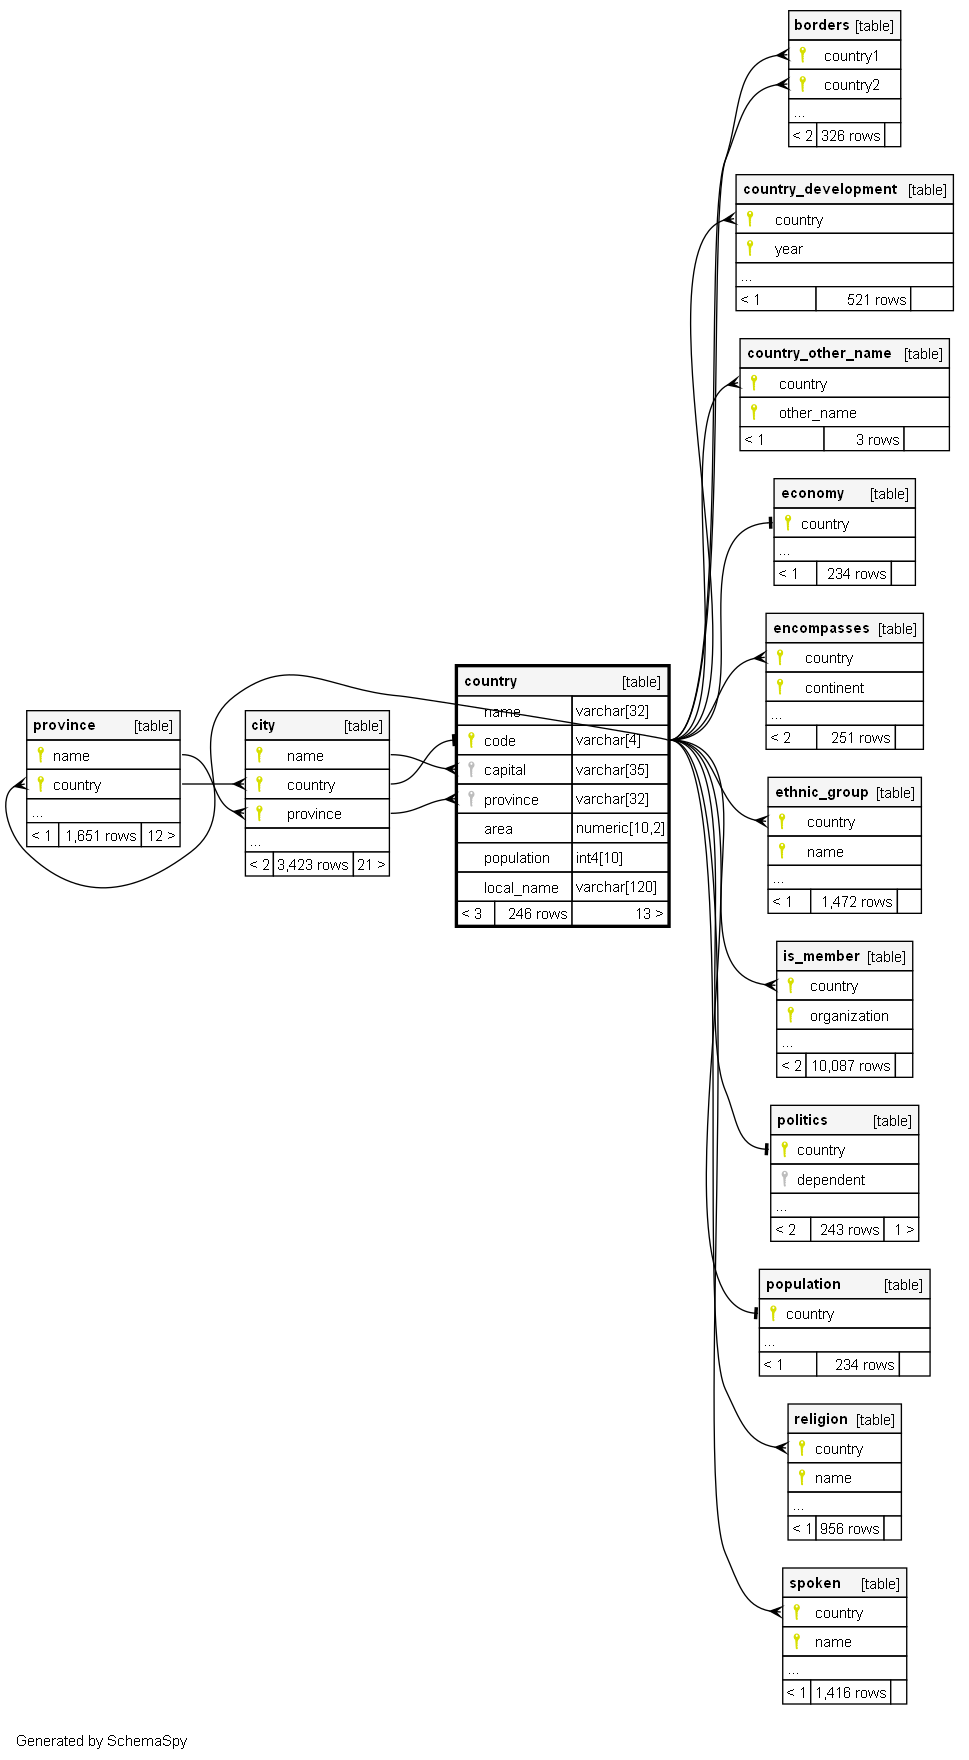 borders [table]
country1
country2
...
< 2 326 rows
country_development [table]
country
year
...
< 1 521 rows
country_other_name [table]
country
other_name
< 1 3 rows
economy [table]
country
...
< 1 234 rows
encompasses [table]
country
continent
...
< 2 251 rows
province [table]
name
country
...
< 1 1,651 rows 12 >
city [table]
name
country
province
...
< 2 3,423 rows 21 >
country [table]
name varchar[32]
code varchar[4]
capital varchar[35]
province varchar[32]
area numeric[10,2]
population int4[10]
local_name varchar[120]
< 3 246 rows 13 >
ethnic_group [table]
country
name
...
< 1 1,472 rows
is_member [table]
country
organization
...
< 2 10,087 rows
politics [table]
country
dependent
...
< 2 243 rows 1 >
population [table]
country
...
< 1 234 rows
religion [table]
country
name
...
< 1 956 rows
spoken [table]
country
name
...
< 1 1,416 rows
Generated by SchemaSpy